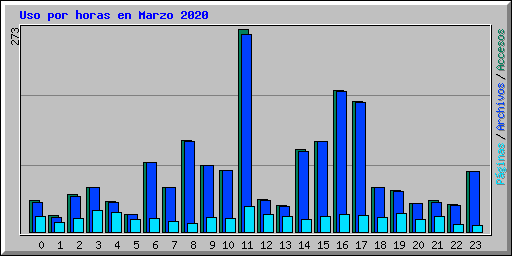 Uso por horas en Marzo 2020
273
Páginas / Archivos / Accesos
0 1 2 3 4 5 6 7 8 9 10 11 12 13 14 15 16 17 18 19 20 21 22 23